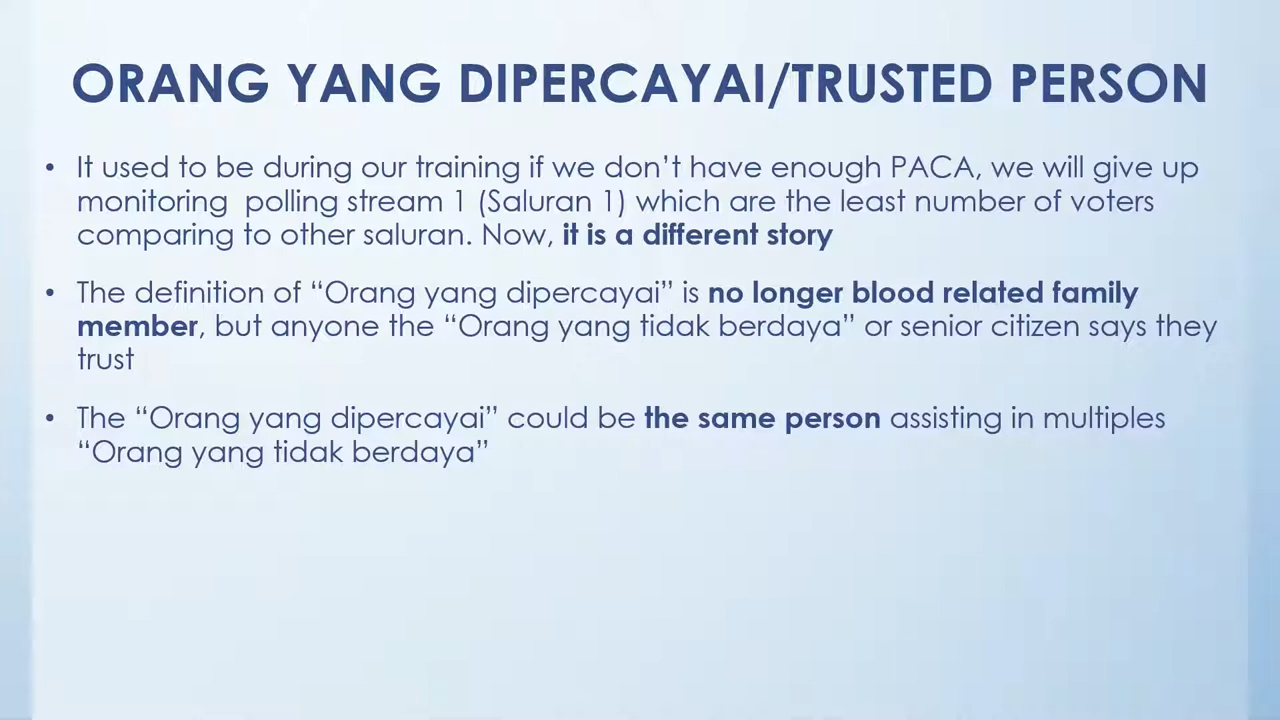 ORANG YANG DIPERCAYAI/TRUSTED PERSON
• It used to be during our training if we don’t have enough PACA, we will give up
monitoring  polling stream 1 (Saluran 1) which are the least number of voters
comparing to other saluran. Now, it is a different story
• The definition of “Orang yang dipercayai” is no longer blood related family
member, but anyone the “Orang yang tidak berdaya” or senior citizen says they
trust
• The “Orang yang dipercayai” could be the same person assisting in multiples
“Orang yang tidak berdaya”